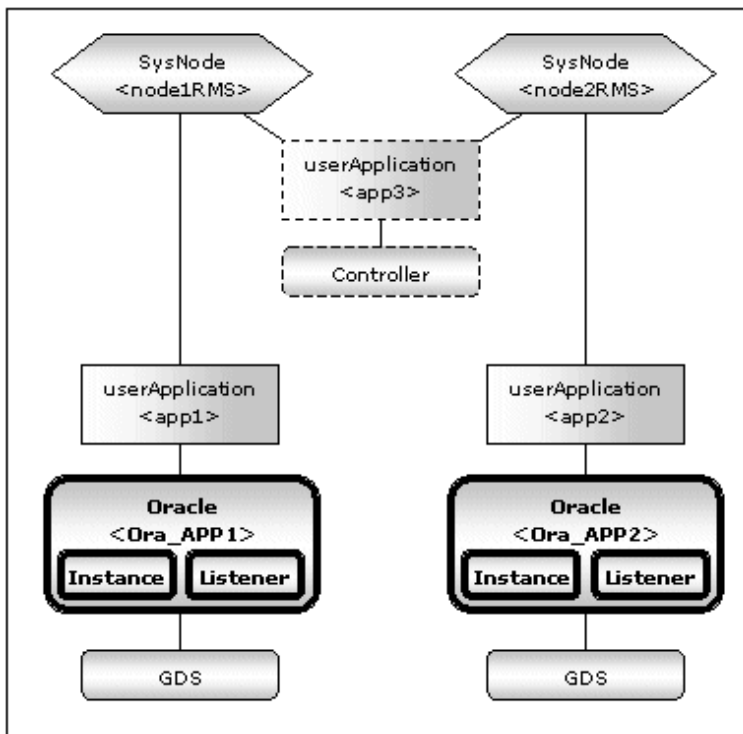 SysNode
<node1RMS>
SysNode
<node2RMS>
userApplication
<app3>
Controller
userApplication
<app1>
userApplication
<app2>
Oracle
<Ora_APP1>
Instance
Listener
Oracle
<Ora_APP2>
Instance
Listener
GDS
GDS